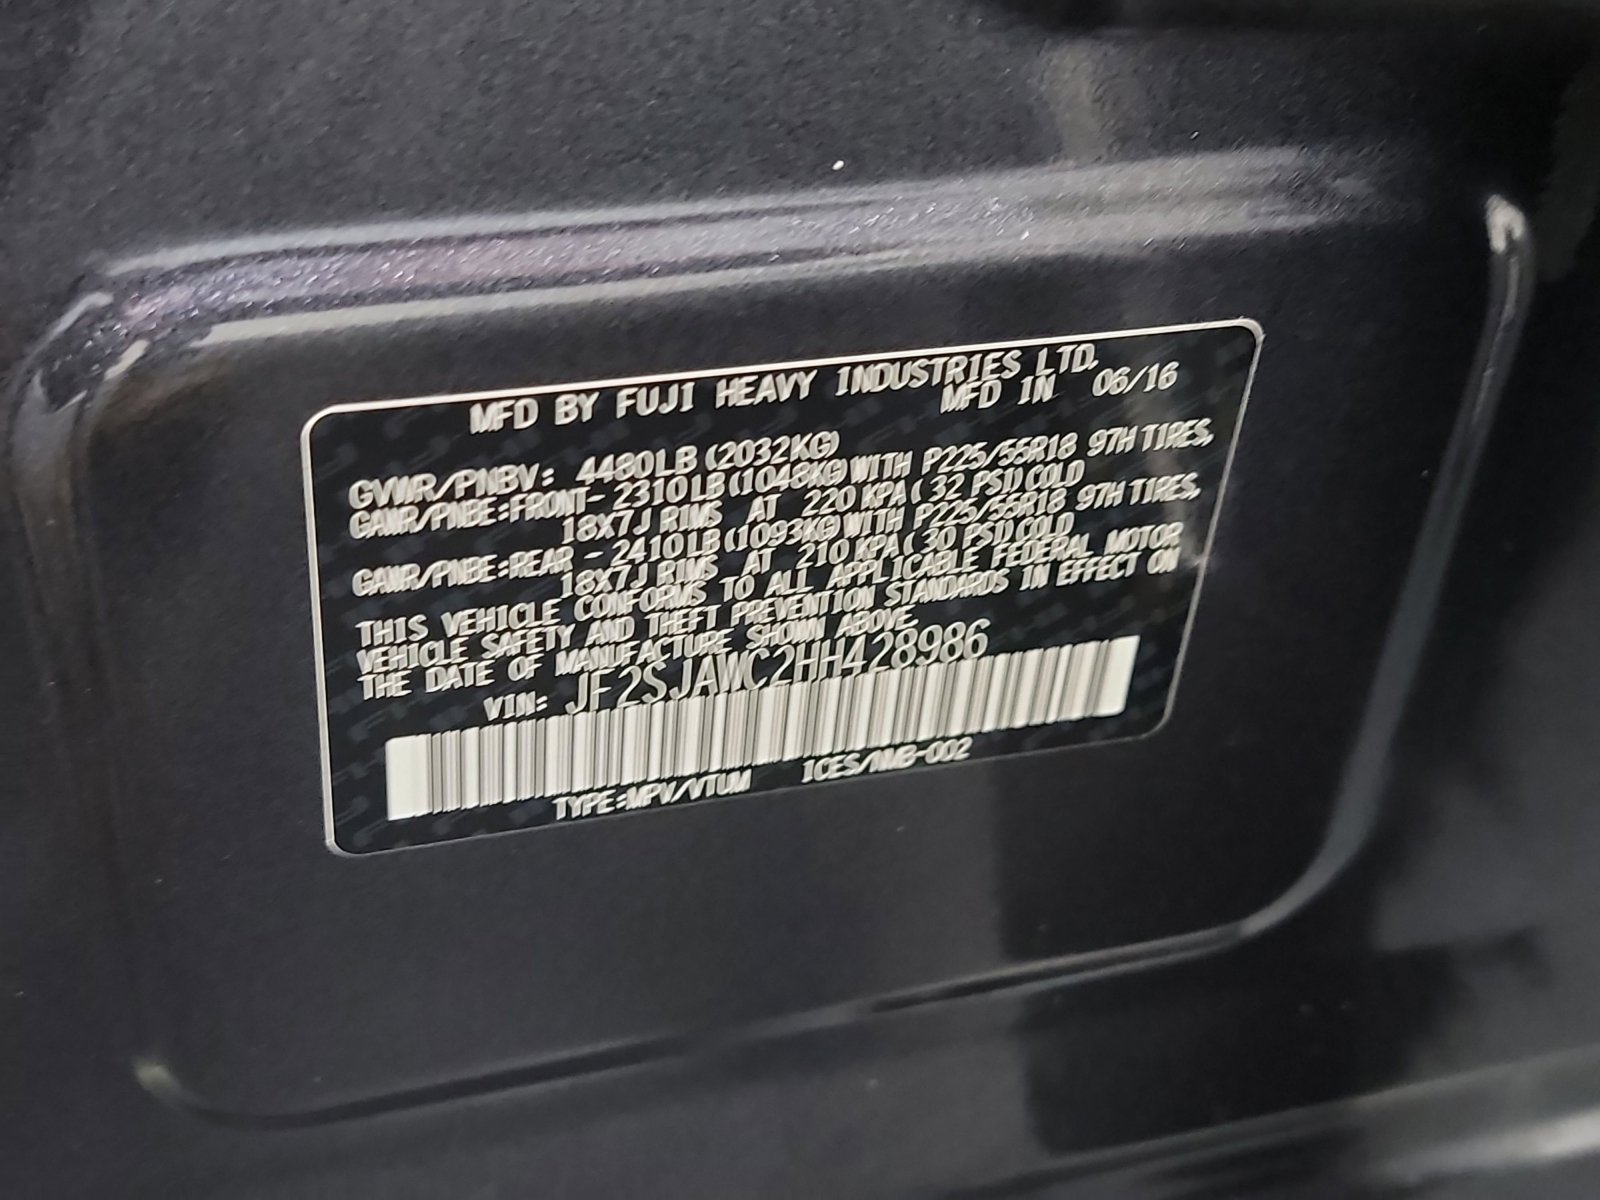 MFD BY FUJI HEAVY INDUSTRIES LTD.
MFD IN 06/16
GVWR/PNBV: 4480LB (2032KG)
GAWR/PNBE:FRONT- 2310LB(1048KG)WITH P225/55R18 97H TIRES,
18X7J RIMS AT 220 KPA( 32 PSI)COLD
GAWR/PNBE:REAR - 2410LB(1093KG)WITH P225/55R18 97H TIRES,
18X7J RIMS AT 210 KPA( 30 PSI)COLD
THIS VEHICLE CONFORMS TO ALL APPLICABLE FEDERAL MOTOR
VEHICLE SAFETY AND THEFT PREVENTION STANDARDS IN EFFECT ON
THE DATE OF MANUFACTURE SHOWN ABOVE.
VIN: JF2SJAWC2HH428986
TYPE:MPV/VTUM ICES/NMB-002